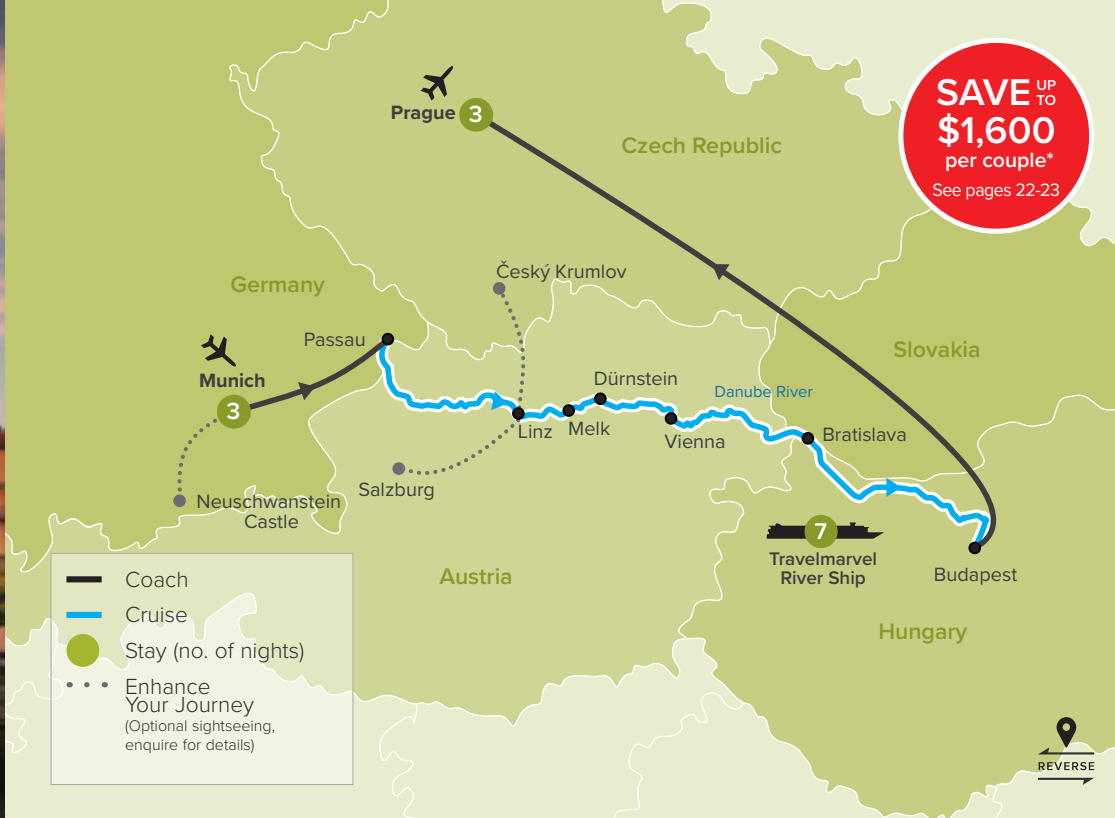 SAVE UP TO
$1,600
per couple*
See pages 22-23
Prague 3
Czech Republic
Český Krumlov
Germany
Passau
Slovakia
Munich
3
Dürnstein
Danube River
Linz
Melk
Vienna
Bratislava
Salzburg
Neuschwanstein
Castle
7
Travelmarvel
River Ship
Budapest
Austria
Hungary
Coach
Cruise
Stay (no. of nights)
Enhance
Your Journey
(Optional sightseeing,
enquire for details)
REVERSE